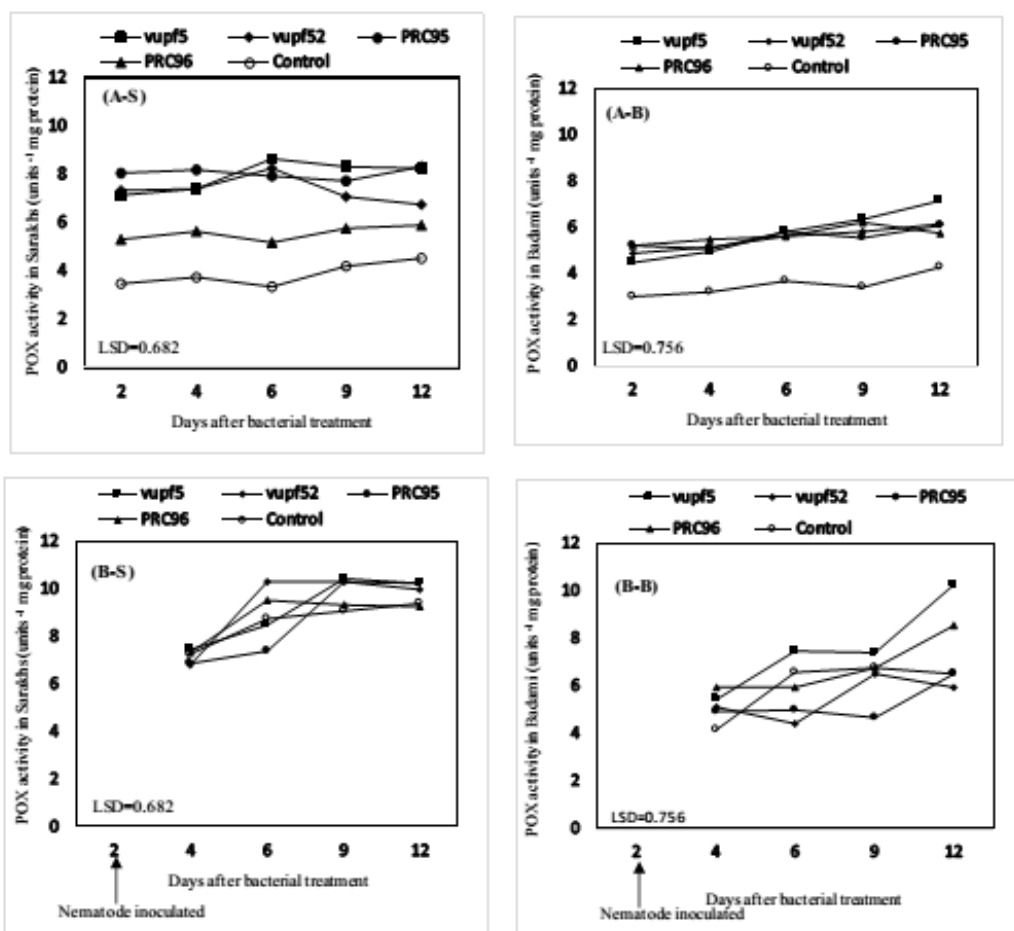 vupf5 vupf52 PRC95
PRC96 Control
POX activity in Sarakhs (units ⁻¹ mg protein)
12
10
8
6
4
2
0
(A-S)
LSD=0.682
2 4 6 9 12
Days after bacterial treatment
vupf5 vupf52 PRC95
PRC96 Control
POX activity in Badami (units ⁻¹ mg protein)
12
10
8
6
4
2
0
(A-B)
LSD=0.756
2 4 6 9 12
Days after bacterial treatment
vupf5 vupf52 PRC95
PRC96 Control
POX activity in Sarakhs (units ⁻¹ mg protein)
12
10
8
6
4
2
0
(B-S)
LSD=0.682
2 4 6 9 12
Days after bacterial treatment
Nematode inoculated
vupf5 vupf52 PRC95
PRC96 Control
POX activity in Badami (units ⁻¹ mg protein)
12
10
8
6
4
2
0
(B-B)
LSD=0.756
2 4 6 9 12
Days after bacterial treatment
Nematode inoculated